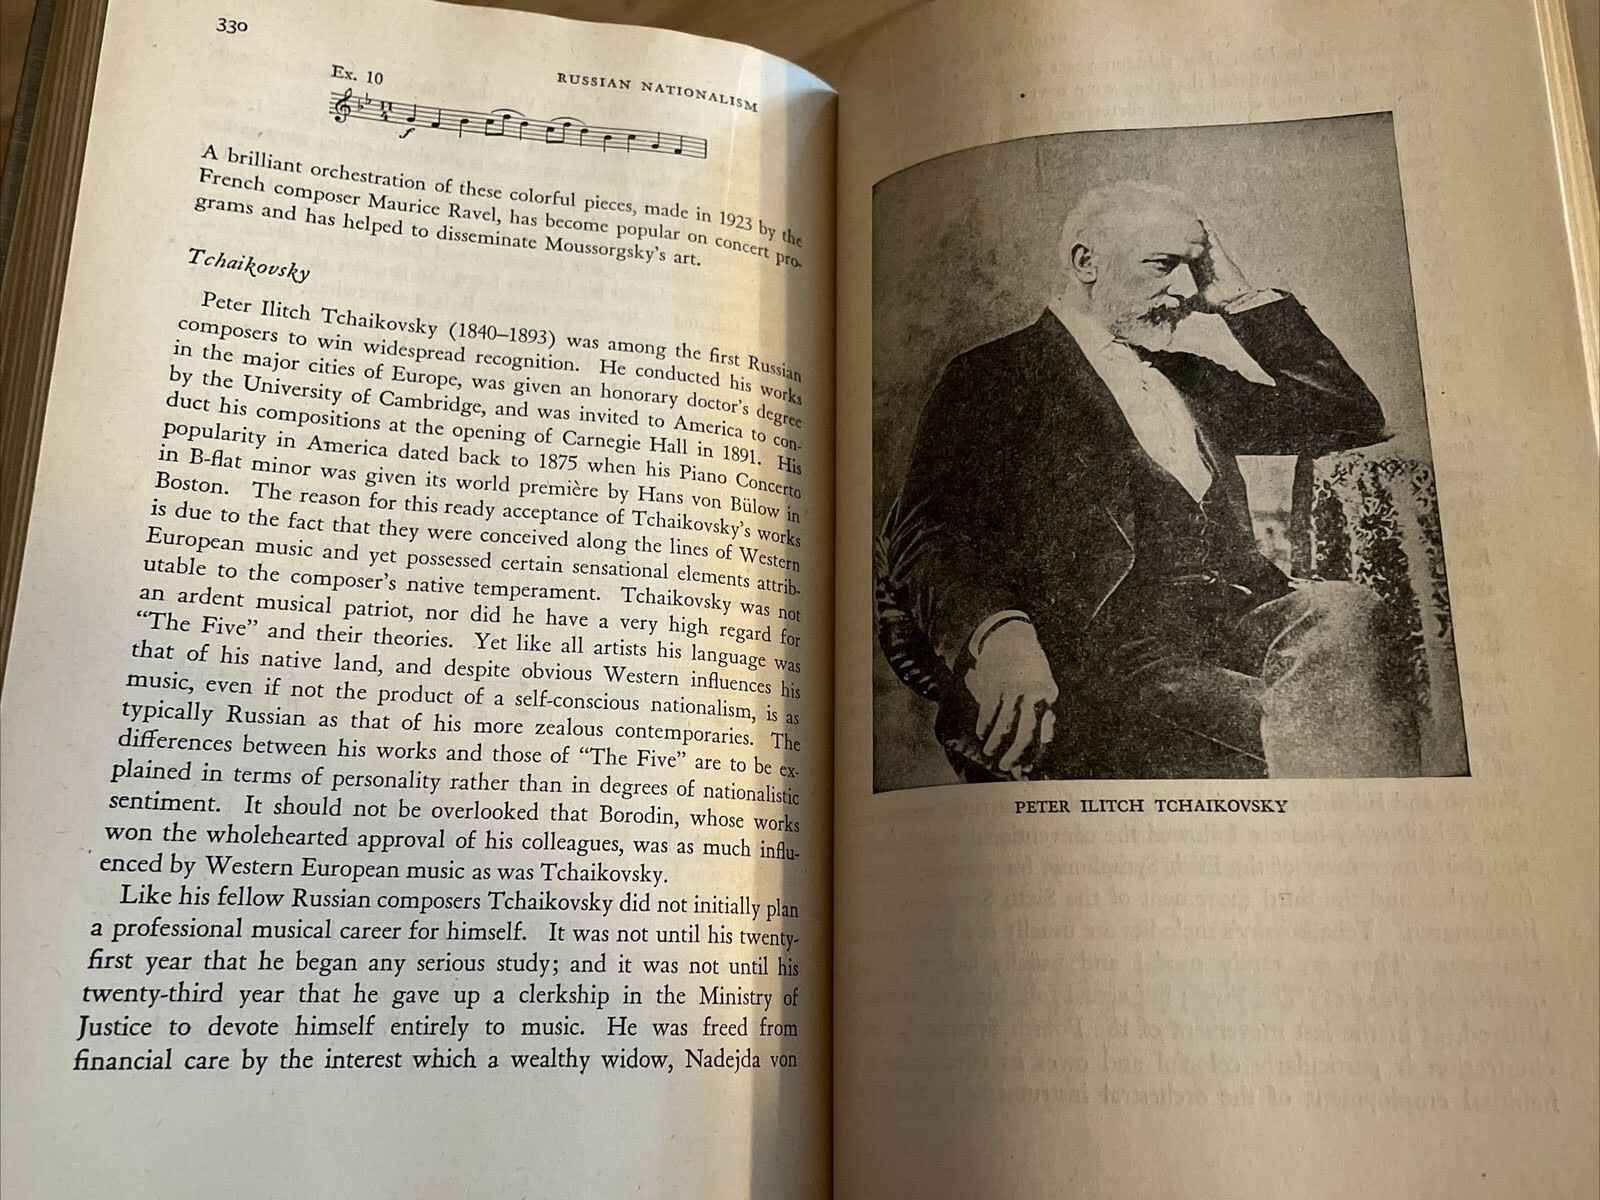 330
Ex. 10
RUSSIAN NATIONALISM
f
A brilliant orchestration of these colorful pieces, made in 1923 by the
French composer Maurice Ravel, has become popular on concert pro-
grams and has helped to disseminate Moussorgsky's art.
Tchaikovsky
Peter Ilitch Tchaikovsky (1840–1893) was among the first Russian
composers to win widespread recognition. He conducted his works
in the major cities of Europe, was given an honorary doctor's degree
by the University of Cambridge, and was invited to America to con-
duct his compositions at the opening of Carnegie Hall in 1891. His
popularity in America dated back to 1875 when his Piano Concerto
in B-flat minor was given its world première by Hans von Bülow in
Boston. The reason for this ready acceptance of Tchaikovsky's works
is due to the fact that they were conceived along the lines of Western
European music and yet possessed certain sensational elements attrib-
utable to the composer's native temperament. Tchaikovsky was not
an ardent musical patriot, nor did he have a very high regard for
“The Five” and their theories. Yet like all artists his language was
that of his native land, and despite obvious Western influences his
music, even if not the product of a self-conscious nationalism, is as
typically Russian as that of his more zealous contemporaries. The
differences between his works and those of “The Five” are to be ex-
plained in terms of personality rather than in degrees of nationalistic
sentiment. It should not be overlooked that Borodin, whose works
won the wholehearted approval of his colleagues, was as much influ-
enced by Western European music as was Tchaikovsky.
Like his fellow Russian composers Tchaikovsky did not initially plan
a professional musical career for himself. It was not until his twenty-
first year that he began any serious study; and it was not until his
twenty-third year that he gave up a clerkship in the Ministry of
Justice to devote himself entirely to music. He was freed from
financial care by the interest which a wealthy widow, Nadejda von
PETER ILITCH TCHAIKOVSKY